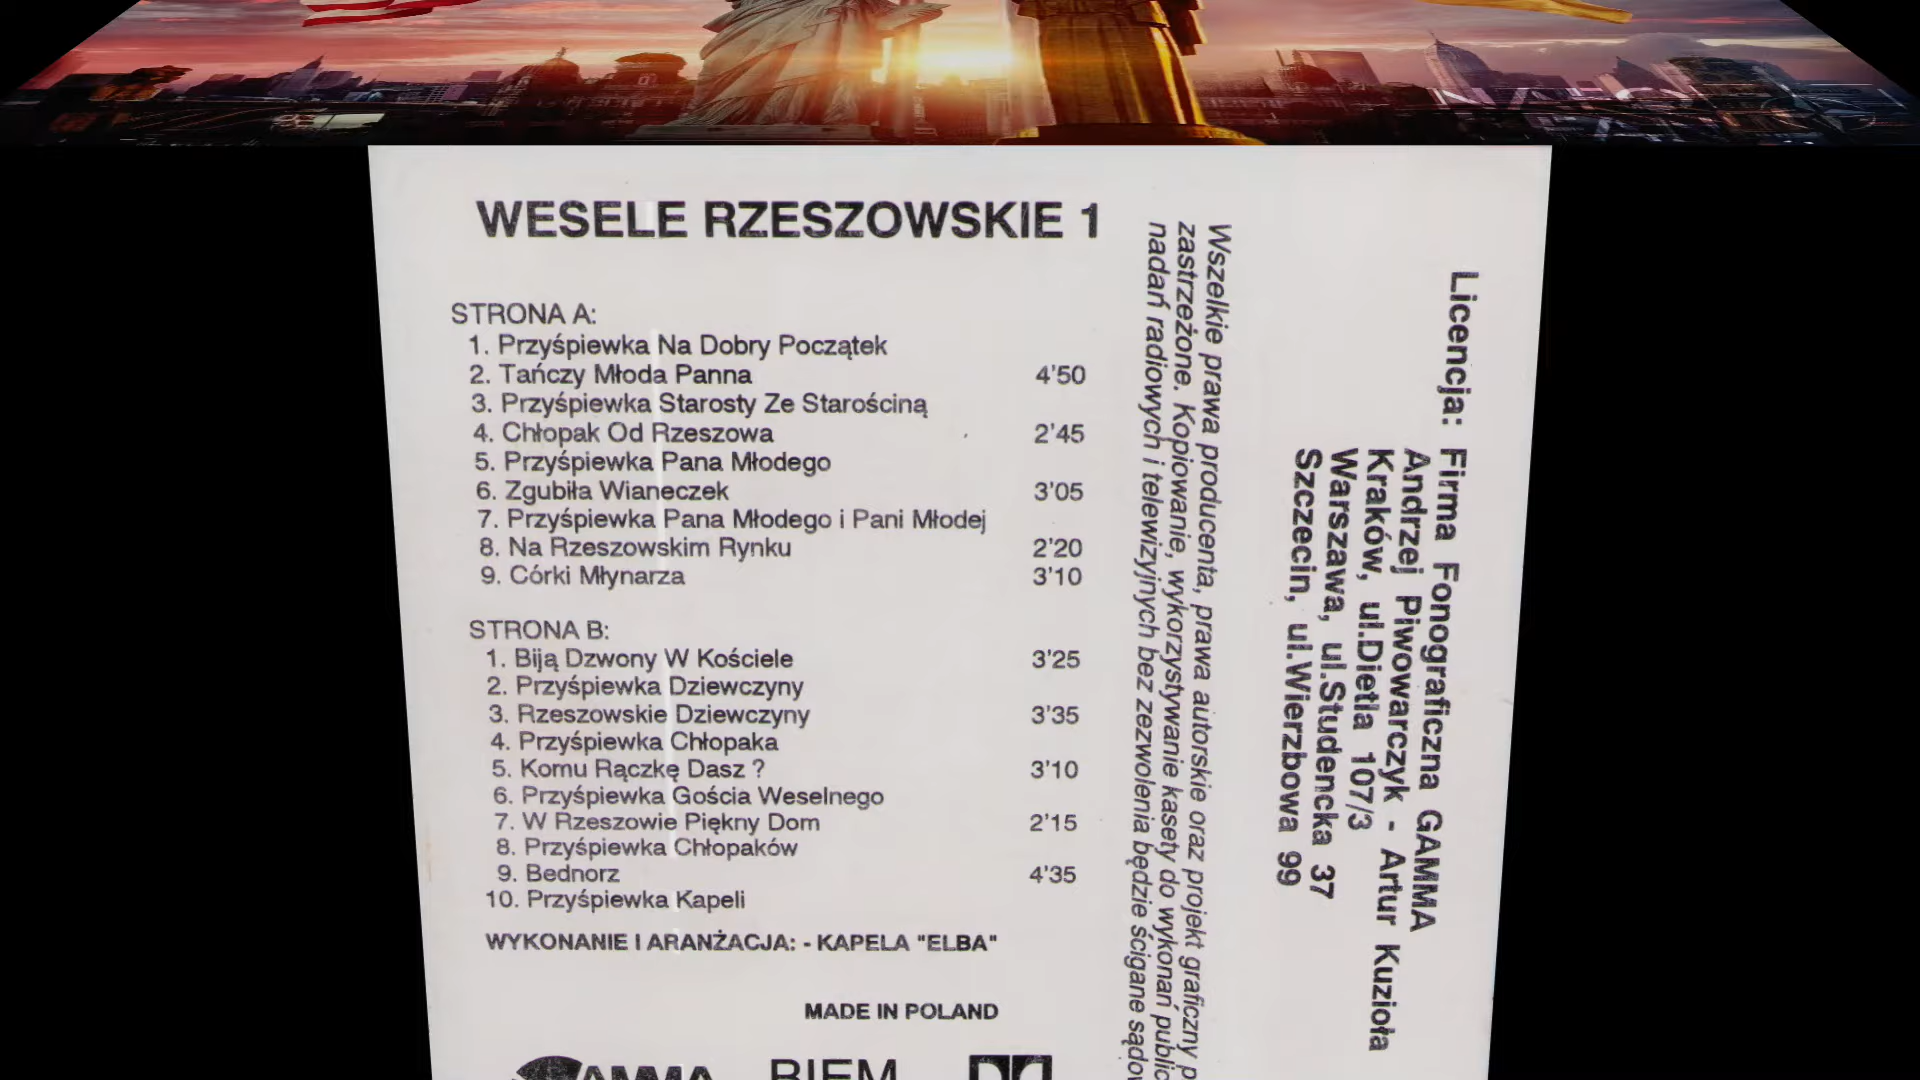 WESELE RZESZOWSKIE 1
STRONA A:
1. Przyśpiewka Na Dobry Początek
2. Tańczy Młoda Panna 4'50
3. Przyśpiewka Starosty Ze Starościną
4. Chłopak Od Rzeszowa 2'45
5. Przyśpiewka Pana Młodego
6. Zgubiła Wianeczek 3'05
7. Przyśpiewka Pana Młodego i Pani Młodej
8. Na Rzeszowskim Rynku 2'20
9. Córki Młynarza 3'10
STRONA B:
1. Biją Dzwony W Kościele 3'25
2. Przyśpiewka Dziewczyny
3. Rzeszowskie Dziewczyny 3'35
4. Przyśpiewka Chłopaka
5. Komu Rączkę Dasz ? 3'10
6. Przyśpiewka Gościa Weselnego
7. W Rzeszowie Piękny Dom 2'15
8. Przyśpiewka Chłopaków
9. Bednorz 4'35
10. Przyśpiewka Kapeli
WYKONANIE I ARANŻACJA: - KAPELA "ELBA"
MADE IN POLAND
GAMMA BIEM
Wszelkie prawa producenta, prawa autorskie oraz projekt graficzny
zastrzeżone. Kopiowanie, wykorzystywanie kasety do wykonań
nadań radiowych i telewizyjnych bez zezwolenia będzie ścigane
Licencja: Firma Fonograficzna GAMMA
Andrzej Piwowarczyk - Artur Kuzioła
Kraków, ul.Dietla 107/3
Warszawa, ul.Studencka 37
Szczecin, ul.Wierzbowa 99